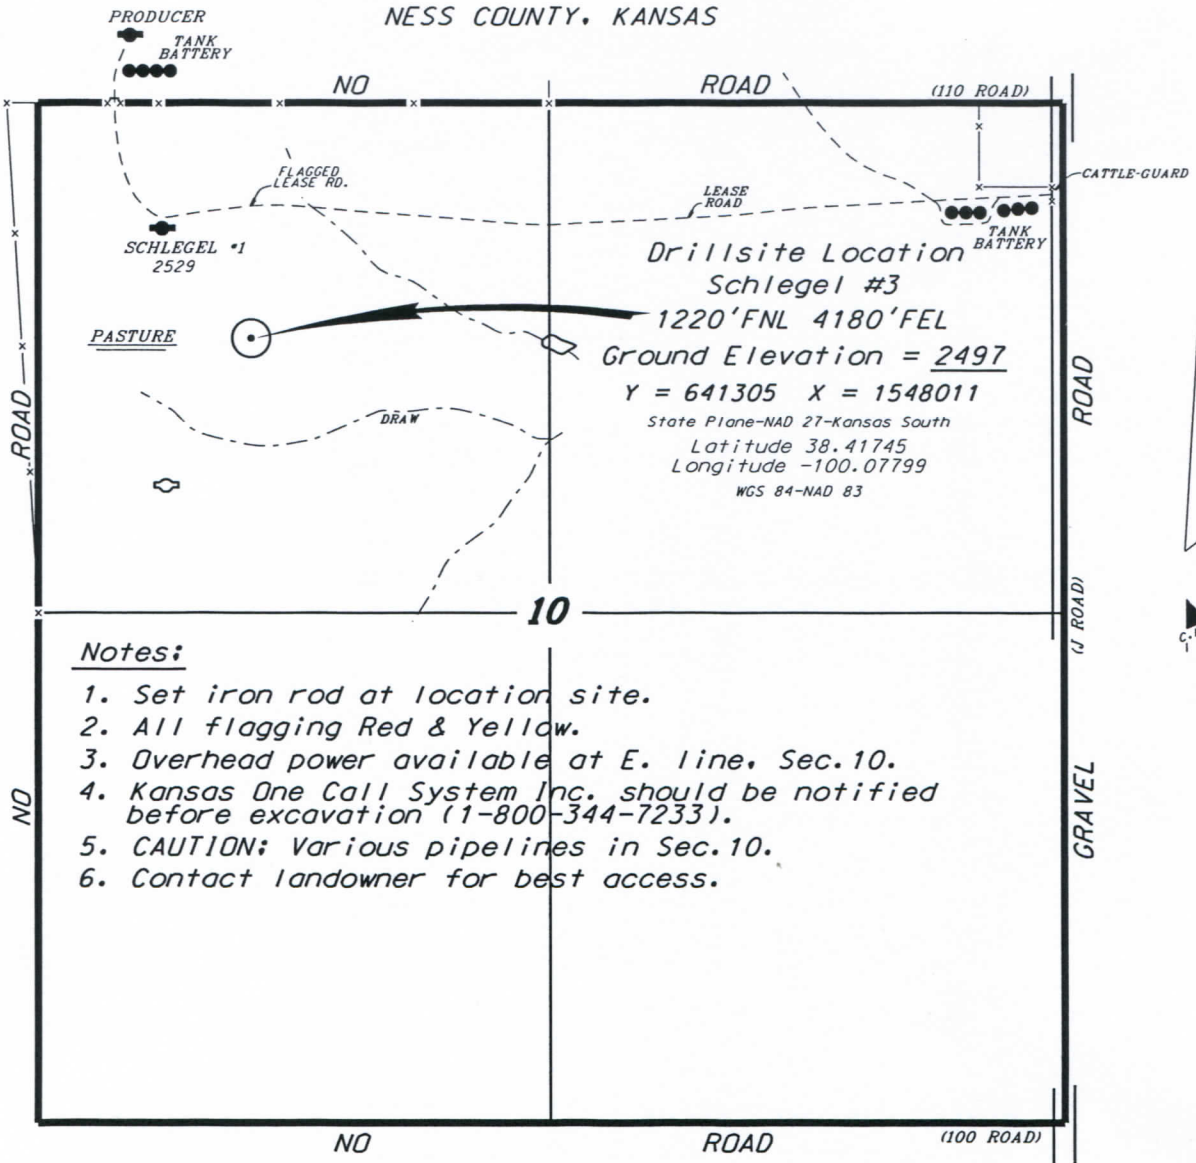 NESS COUNTY, KANSAS
PRODUCER
TANK
BATTERY
NO ROAD (110 ROAD)
CATTLE-GUARD
FLAGGED
LEASE RD.
LEASE
ROAD
TANK
BATTERY
SCHLEGEL #1
2529
Drillsite Location
Schlegel #3
1220'FNL 4180'FEL
Ground Elevation = 2497
Y = 641305 X = 1548011
State Plane-NAD 27-Kansas South
Latitude 38.41745
Longitude -100.07799
WGS 84-NAD 83
PASTURE
DRAW
ROAD
ROAD
10
(J ROAD)
Notes:
1. Set iron rod at location site.
2. All flagging Red & Yellow.
3. Overhead power available at E. line, Sec.10.
4. Kansas One Call System Inc. should be notified
before excavation (1-800-344-7233).
5. CAUTION: Various pipelines in Sec.10.
6. Contact landowner for best access.
NO
GRAVEL
NO ROAD (100 ROAD)